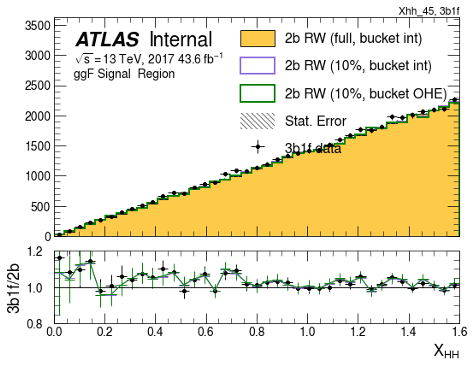 Xhh_45, 3b1f
ATLAS Internal
√s = 13 TeV, 2017 43.6 fb⁻¹
ggF Signal Region
2b RW (full, bucket int)
2b RW (10%, bucket int)
2b RW (10%, bucket OHE)
Stat. Error
3b1f data
3500
3000
2500
2000
1500
1000
500
0
3b1f/2b
1.2
1.0
0.8
0.0 0.2 0.4 0.6 0.8 1.0 1.2 1.4 1.6
X_HH